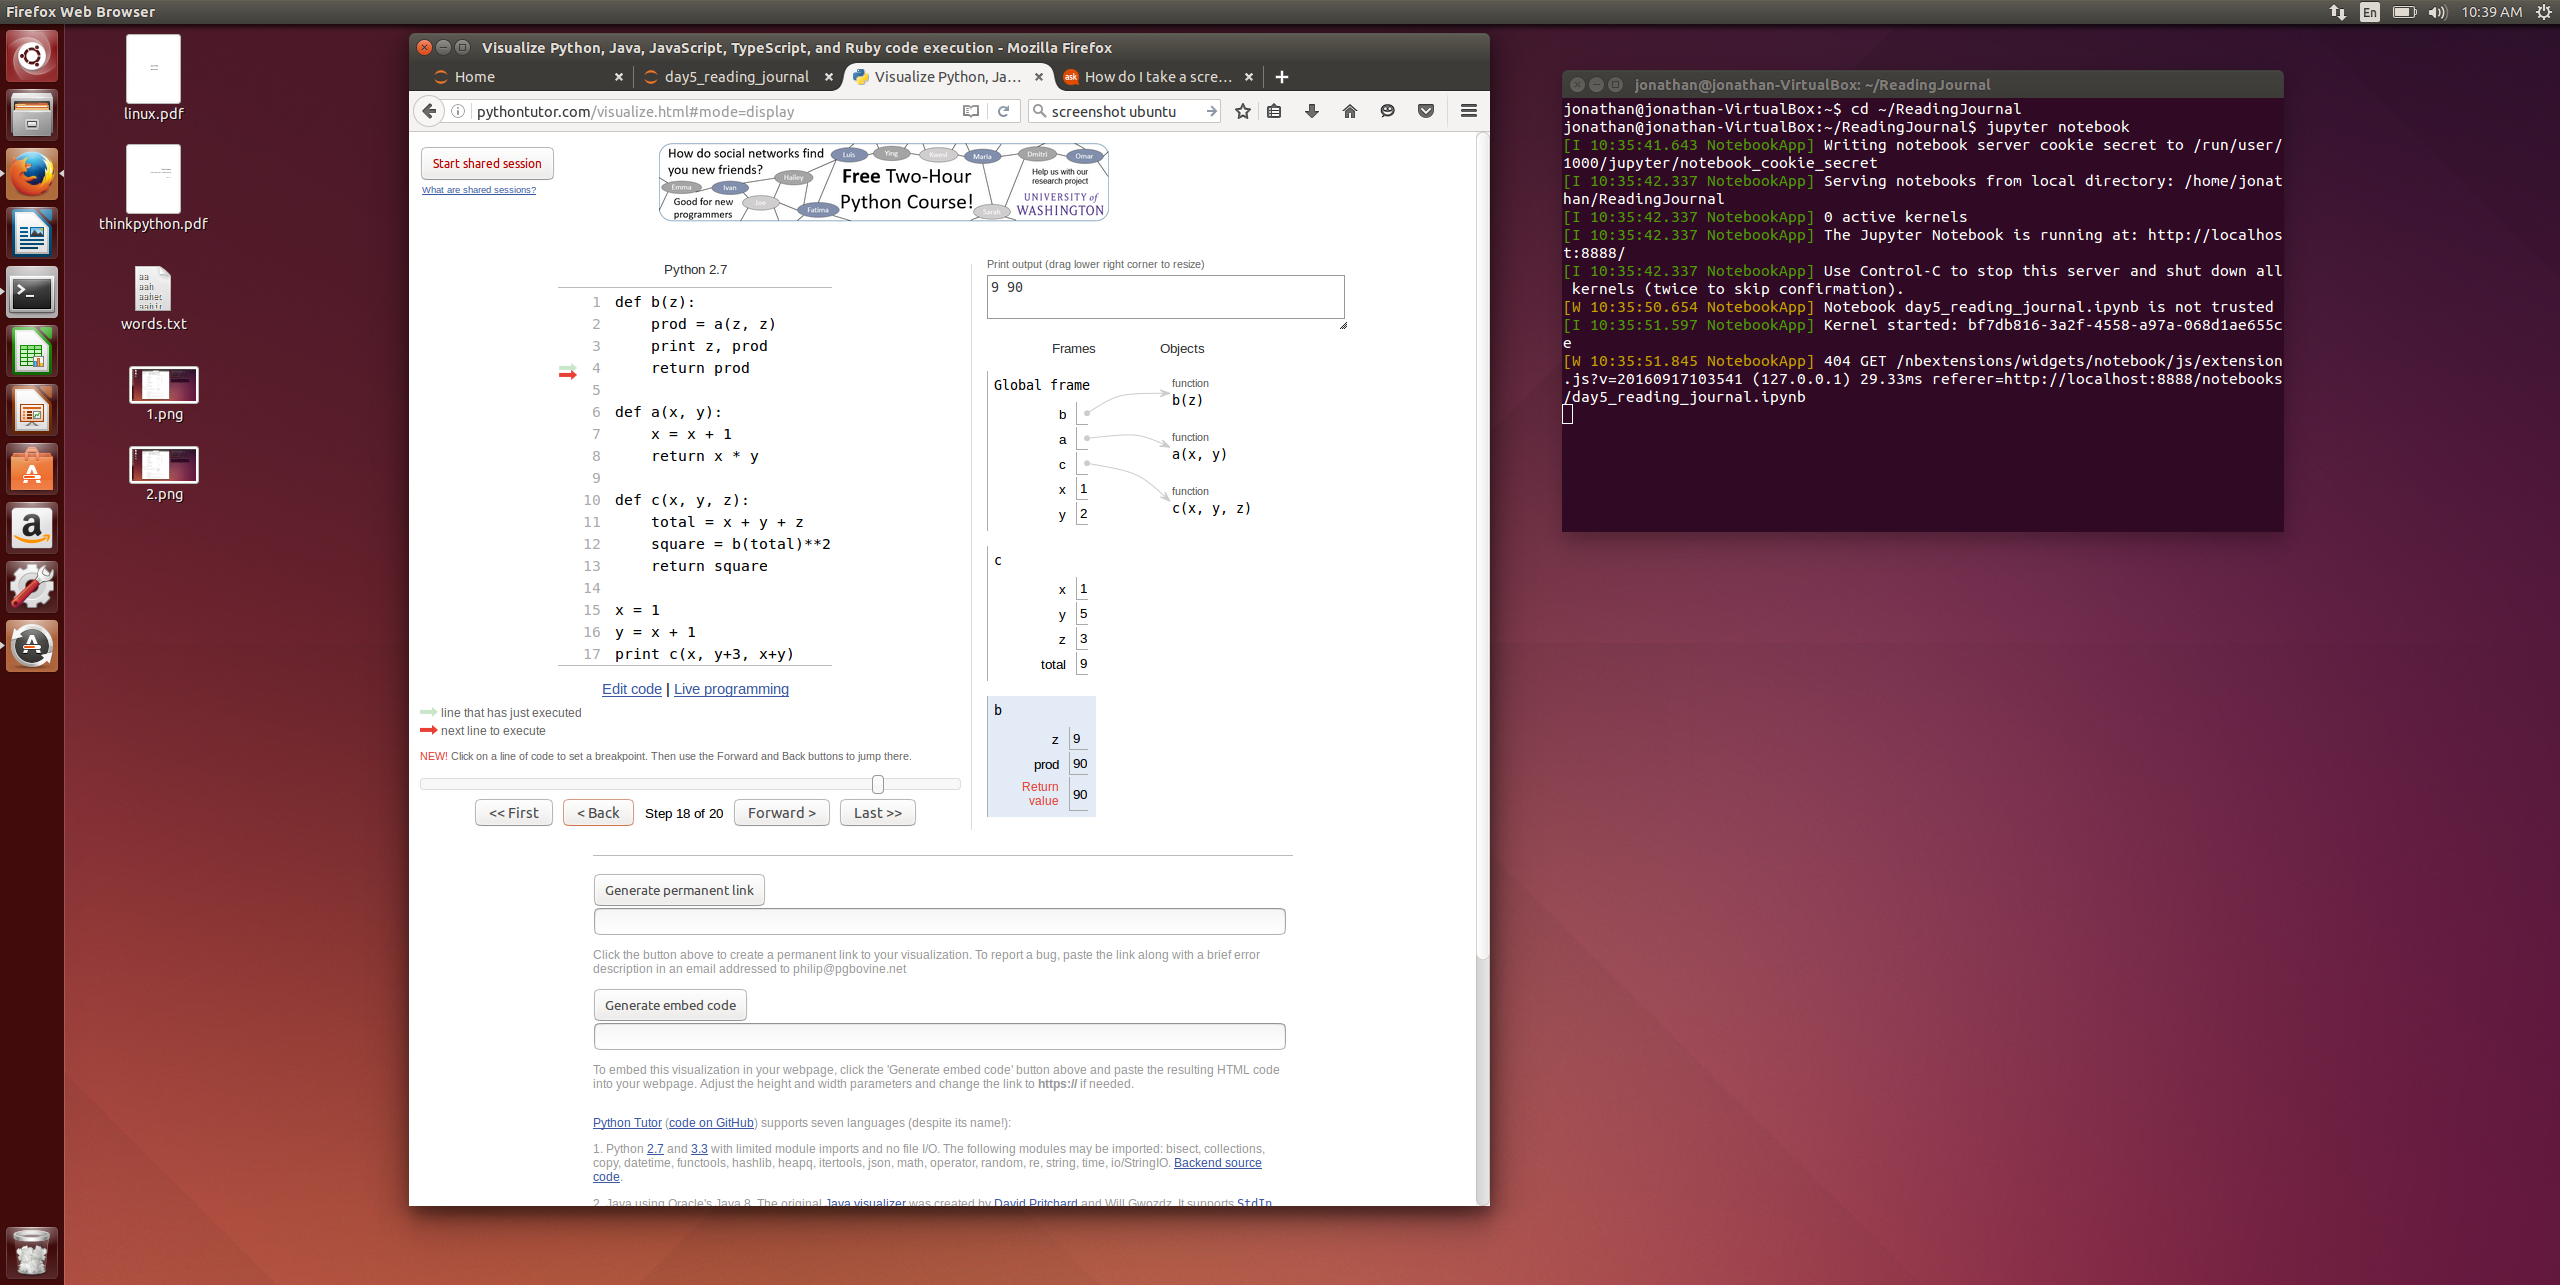 Firefox Web Browser
En
10:39 AM
linux.pdf
thinkpython.pdf
words.txt
1.png
2.png
Visualize Python, Java, JavaScript, TypeScript, and Ruby code execution - Mozilla Firefox
Home
day5_reading_journal
Visualize Python, Ja...
ask
How do I take a scre...
pythontutor.com/visualize.html#mode=display
screenshot ubuntu
Start shared session
What are shared sessions?
How do social networks find
you new friends?
Good for new
programmers
Free Two-Hour
Python Course!
Help us with our
research project
UNIVERSITY of
WASHINGTON
Luis
Ying
Maria
Dmitri
Omar
Hailey
Emma
Ivan
Joe
Fatima
Sarah
Python 2.7
1 def b(z):
2 prod = a(z, z)
3 print z, prod
4 return prod
5
6 def a(x, y):
7 x = x + 1
8 return x * y
9
10 def c(x, y, z):
11 total = x + y + z
12 square = b(total)**2
13 return square
14
15 x = 1
16 y = x + 1
17 print c(x, y+3, x+y)
Edit code | Live programming
line that has just executed
next line to execute
NEW! Click on a line of code to set a breakpoint. Then use the Forward and Back buttons to jump there.
<< First
< Back
Step 18 of 20
Forward >
Last >>
Print output (drag lower right corner to resize)
9 90
Frames
Objects
Global frame
b
a
c
x 1
y 2
function
b(z)
function
a(x, y)
function
c(x, y, z)
c
x 1
y 5
z 3
total 9
b
z 9
prod 90
Return
value 90
Generate permanent link
Click the button above to create a permanent link to your visualization. To report a bug, paste the link along with a brief error
description in an email addressed to philip@pgbovine.net
Generate embed code
To embed this visualization in your webpage, click the 'Generate embed code' button above and paste the resulting HTML code
into your webpage. Adjust the height and width parameters and change the link to https:// if needed.
Python Tutor (code on GitHub) supports seven languages (despite its name!):
1. Python 2.7 and 3.3 with limited module imports and no file I/O. The following modules may be imported: bisect, collections,
copy, datetime, functools, hashlib, heapq, itertools, json, math, operator, random, re, string, time, io/StringIO. Backend source
code.
2. Java using Oracle's Java 8. The original Java visualizer was created by David Pritchard and Will Gwozdz. It supports StdIn,
jonathan@jonathan-VirtualBox: ~/ReadingJournal
jonathan@jonathan-VirtualBox:~$ cd ~/ReadingJournal
jonathan@jonathan-VirtualBox:~/ReadingJournal$ jupyter notebook
[I 10:35:41.643 NotebookApp] Writing notebook server cookie secret to /run/user/
1000/jupyter/notebook_cookie_secret
[I 10:35:42.337 NotebookApp] Serving notebooks from local directory: /home/jonat
han/ReadingJournal
[I 10:35:42.337 NotebookApp] 0 active kernels
[I 10:35:42.337 NotebookApp] The Jupyter Notebook is running at: http://localhos
t:8888/
[I 10:35:42.337 NotebookApp] Use Control-C to stop this server and shut down all
kernels (twice to skip confirmation).
[W 10:35:50.654 NotebookApp] Notebook day5_reading_journal.ipynb is not trusted
[I 10:35:51.597 NotebookApp] Kernel started: bf7db816-3a2f-4558-a97a-068d1ae655c
e
[W 10:35:51.845 NotebookApp] 404 GET /nbextensions/widgets/notebook/js/extension
.js?v=20160917103541 (127.0.0.1) 29.33ms referer=http://localhost:8888/notebooks
/day5_reading_journal.ipynb